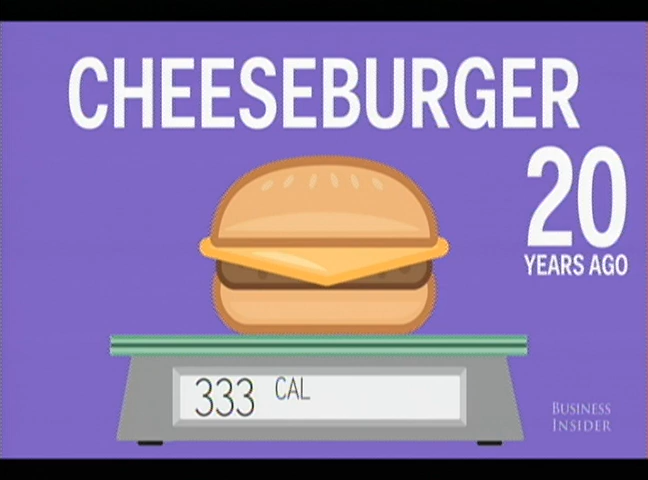 CHEESEBURGER
20
YEARS AGO
333 CAL
BUSINESS
INSIDER